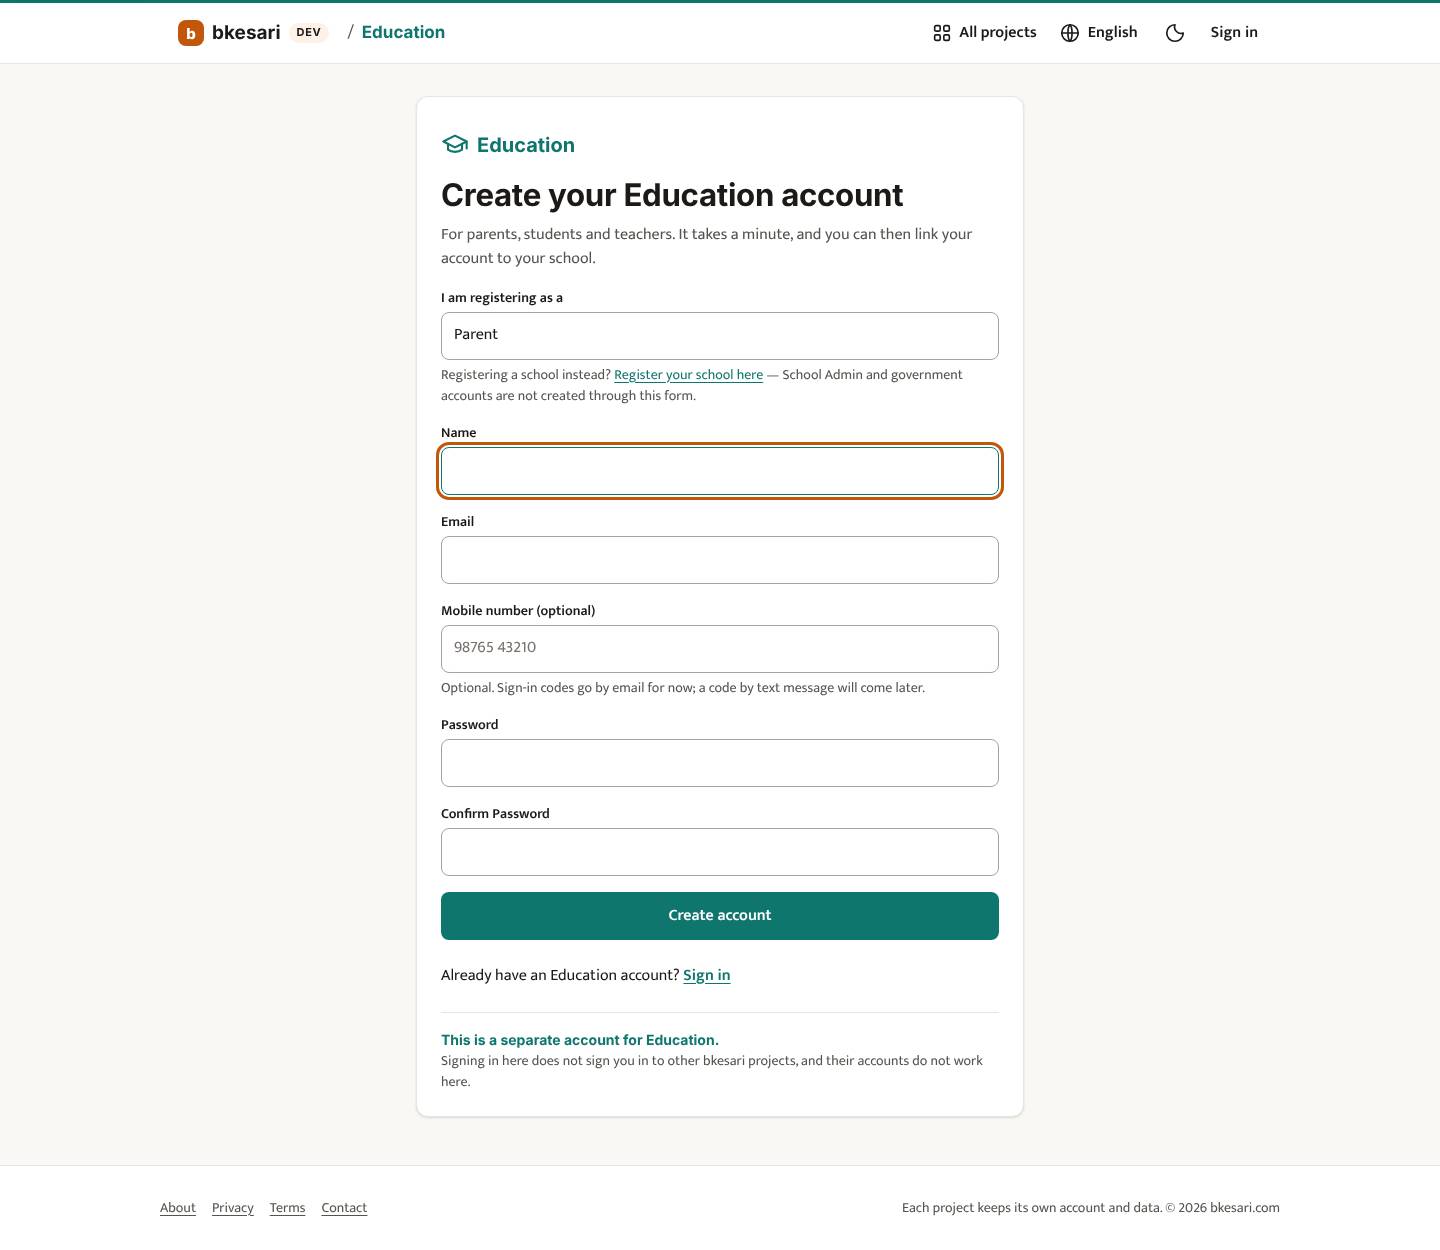 b bkesari DEV / Education
All projects English Sign in
Education
Create your Education account
For parents, students and teachers. It takes a minute, and you can then link your
account to your school.
I am registering as a
Parent
Registering a school instead? Register your school here — School Admin and government
accounts are not created through this form.
Name
Email
Mobile number (optional)
98765 43210
Optional. Sign-in codes go by email for now; a code by text message will come later.
Password
Confirm Password
Create account
Already have an Education account? Sign in
This is a separate account for Education.
Signing in here does not sign you in to other bkesari projects, and their accounts do not work
here.
About Privacy Terms Contact
Each project keeps its own account and data. © 2026 bkesari.com